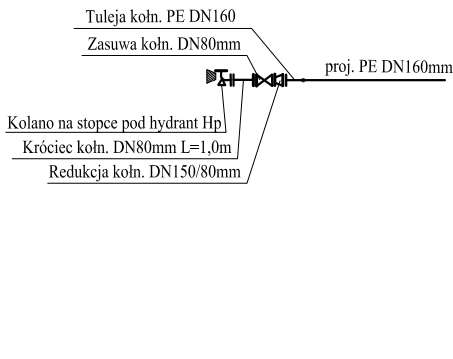 Tuleja kołn. PE DN160
Zasuwa kołn. DN80mm
proj. PE DN160mm
Kolano na stopce pod hydrant Hp
Króciec kołn. DN80mm L=1,0m
Redukcja kołn. DN150/80mm